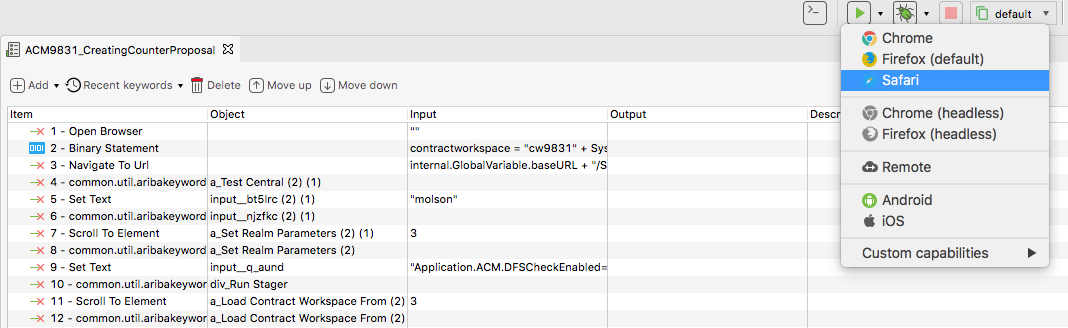 default
ACM9831_CreatingCounterProposal
Chrome
Firefox (default)
Safari
Chrome (headless)
Firefox (headless)
Remote
Android
iOS
Custom capabilities
Add Recent keywords Delete Move up Move down
Item Object Input Output Descr
1 - Open Browser ""
2 - Binary Statement contractworkspace = "cw9831" + Sys
3 - Navigate To Url internal.GlobalVariable.baseURL + "/S
4 - common.util.aribakeyword a_Test Central (2) (1)
5 - Set Text input__bt5lrc (2) (1) "molson"
6 - common.util.aribakeyword input__njzfkc (2) (1)
7 - Scroll To Element a_Set Realm Parameters (2) (1) 3
8 - common.util.aribakeyword a_Set Realm Parameters (2)
9 - Set Text input__q_aund "Application.ACM.DFSCheckEnabled=
10 - common.util.aribakeywor div_Run Stager
11 - Scroll To Element a_Load Contract Workspace From (2) 3
12 - common.util.aribakeywor a_Load Contract Workspace From (2)